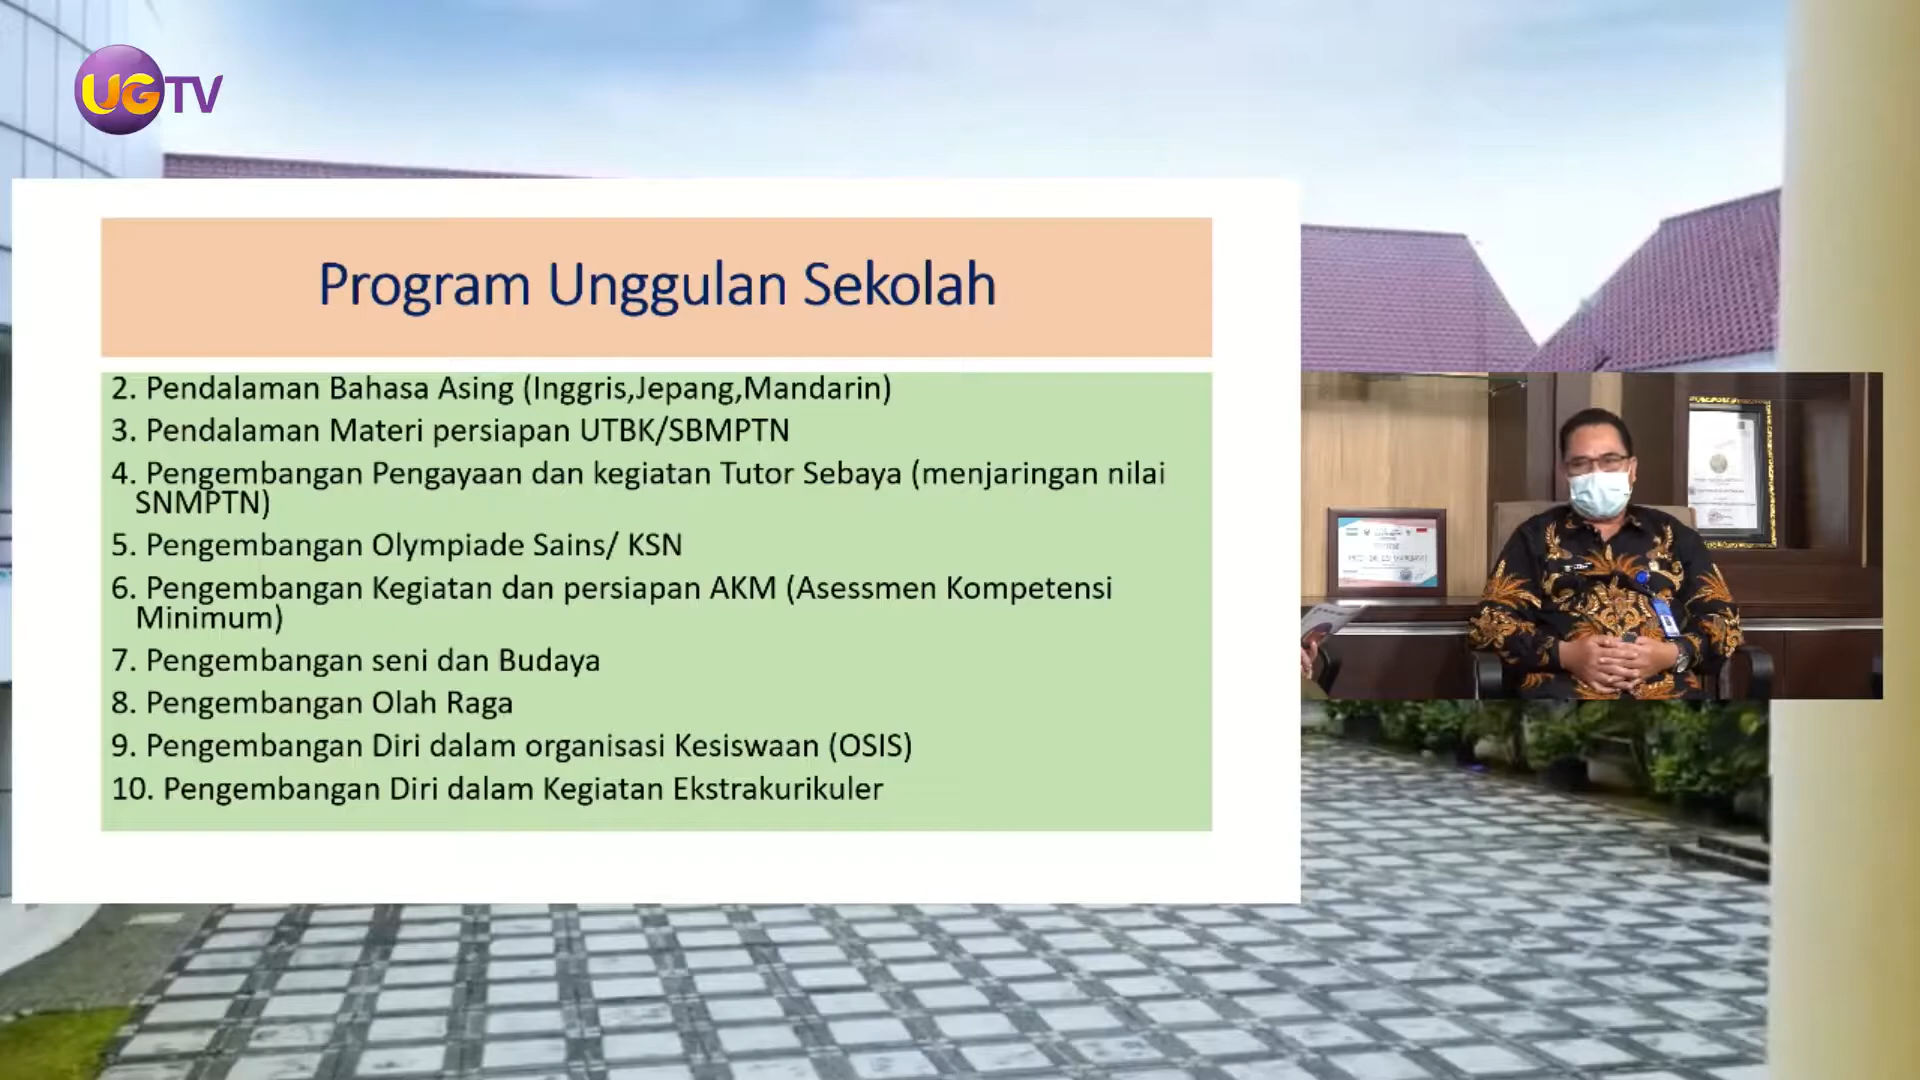 UGTV
Program Unggulan Sekolah
2. Pendalaman Bahasa Asing (Inggris,Jepang,Mandarin)
3. Pendalaman Materi persiapan UTBK/SBMPTN
4. Pengembangan Pengayaan dan kegiatan Tutor Sebaya (menjaringan nilai
SNMPTN)
5. Pengembangan Olympiade Sains/ KSN
6. Pengembangan Kegiatan dan persiapan AKM (Asessmen Kompetensi
Minimum)
7. Pengembangan seni dan Budaya
8. Pengembangan Olah Raga
9. Pengembangan Diri dalam organisasi Kesiswaan (OSIS)
10. Pengembangan Diri dalam Kegiatan Ekstrakurikuler